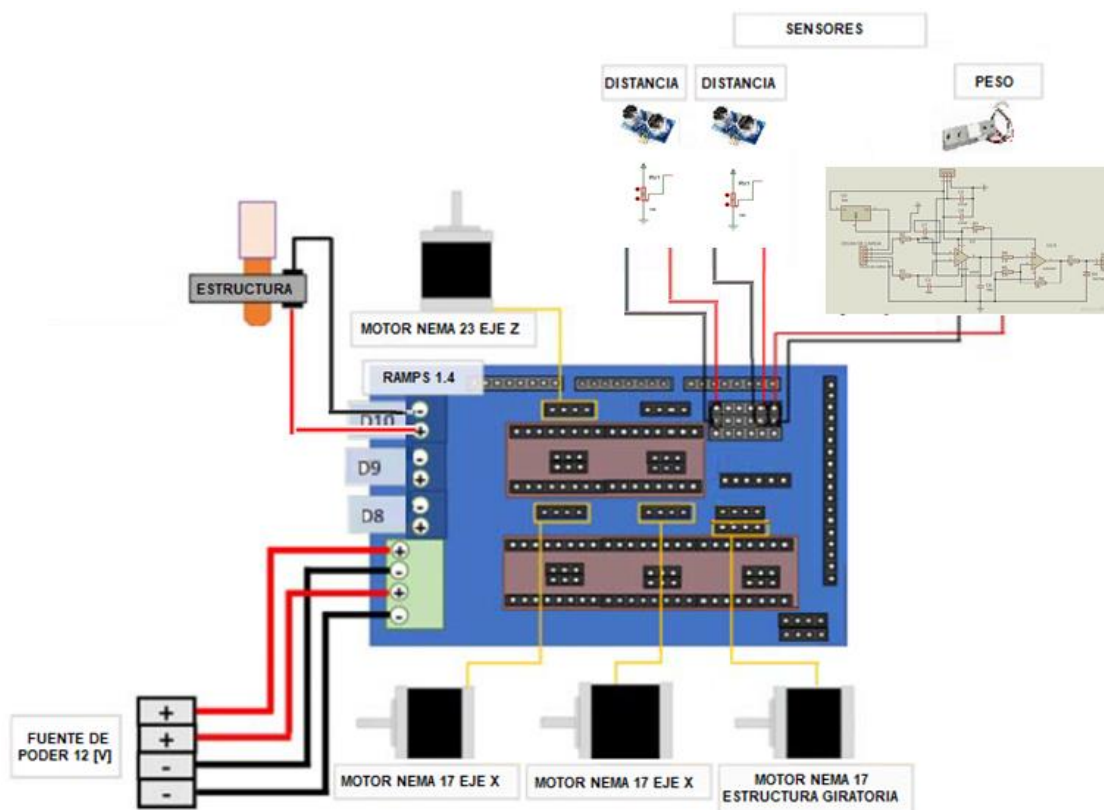 SENSORES
DISTANCIA
DISTANCIA
PESO
ESTRUCTURA
MOTOR NEMA 23 EJE Z
RAMPS 1.4
D10
D9
D8
-
+
-
+
-
+
+
-
+
-
FUENTE DE
PODER 12 [V]
+
+
-
-
MOTOR NEMA 17 EJE X
MOTOR NEMA 17 EJE X
MOTOR NEMA 17
ESTRUCTURA GIRATORIA